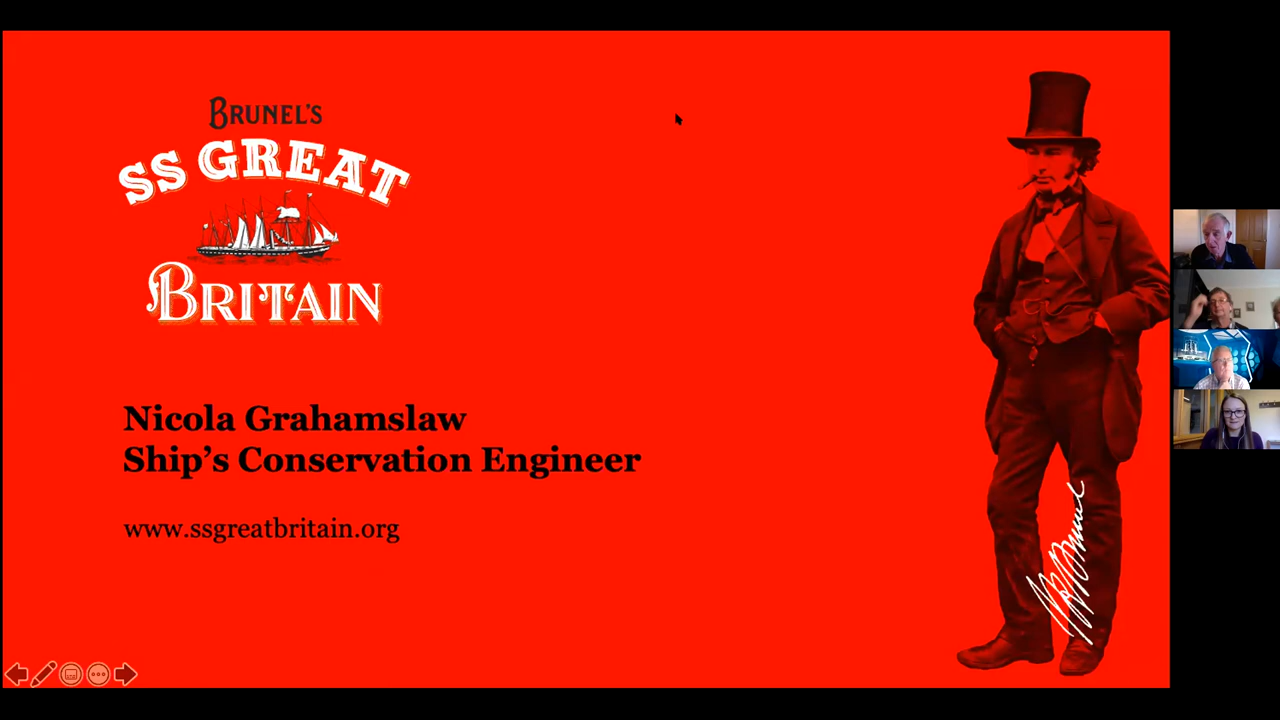 BRUNEL'S
SS GREAT
BRITAIN
Nicola Grahamslaw
Ship’s Conservation Engineer
www.ssgreatbritain.org